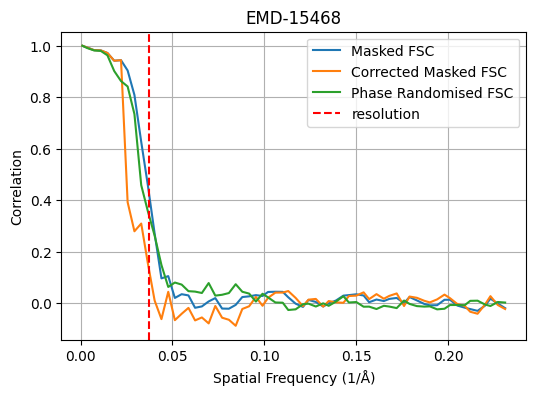 EMD-15468
Masked FSC
Corrected Masked FSC
Phase Randomised FSC
resolution
Correlation
1.0
0.8
0.6
0.4
0.2
0.0
0.00 0.05 0.10 0.15 0.20
Spatial Frequency (1/Å)